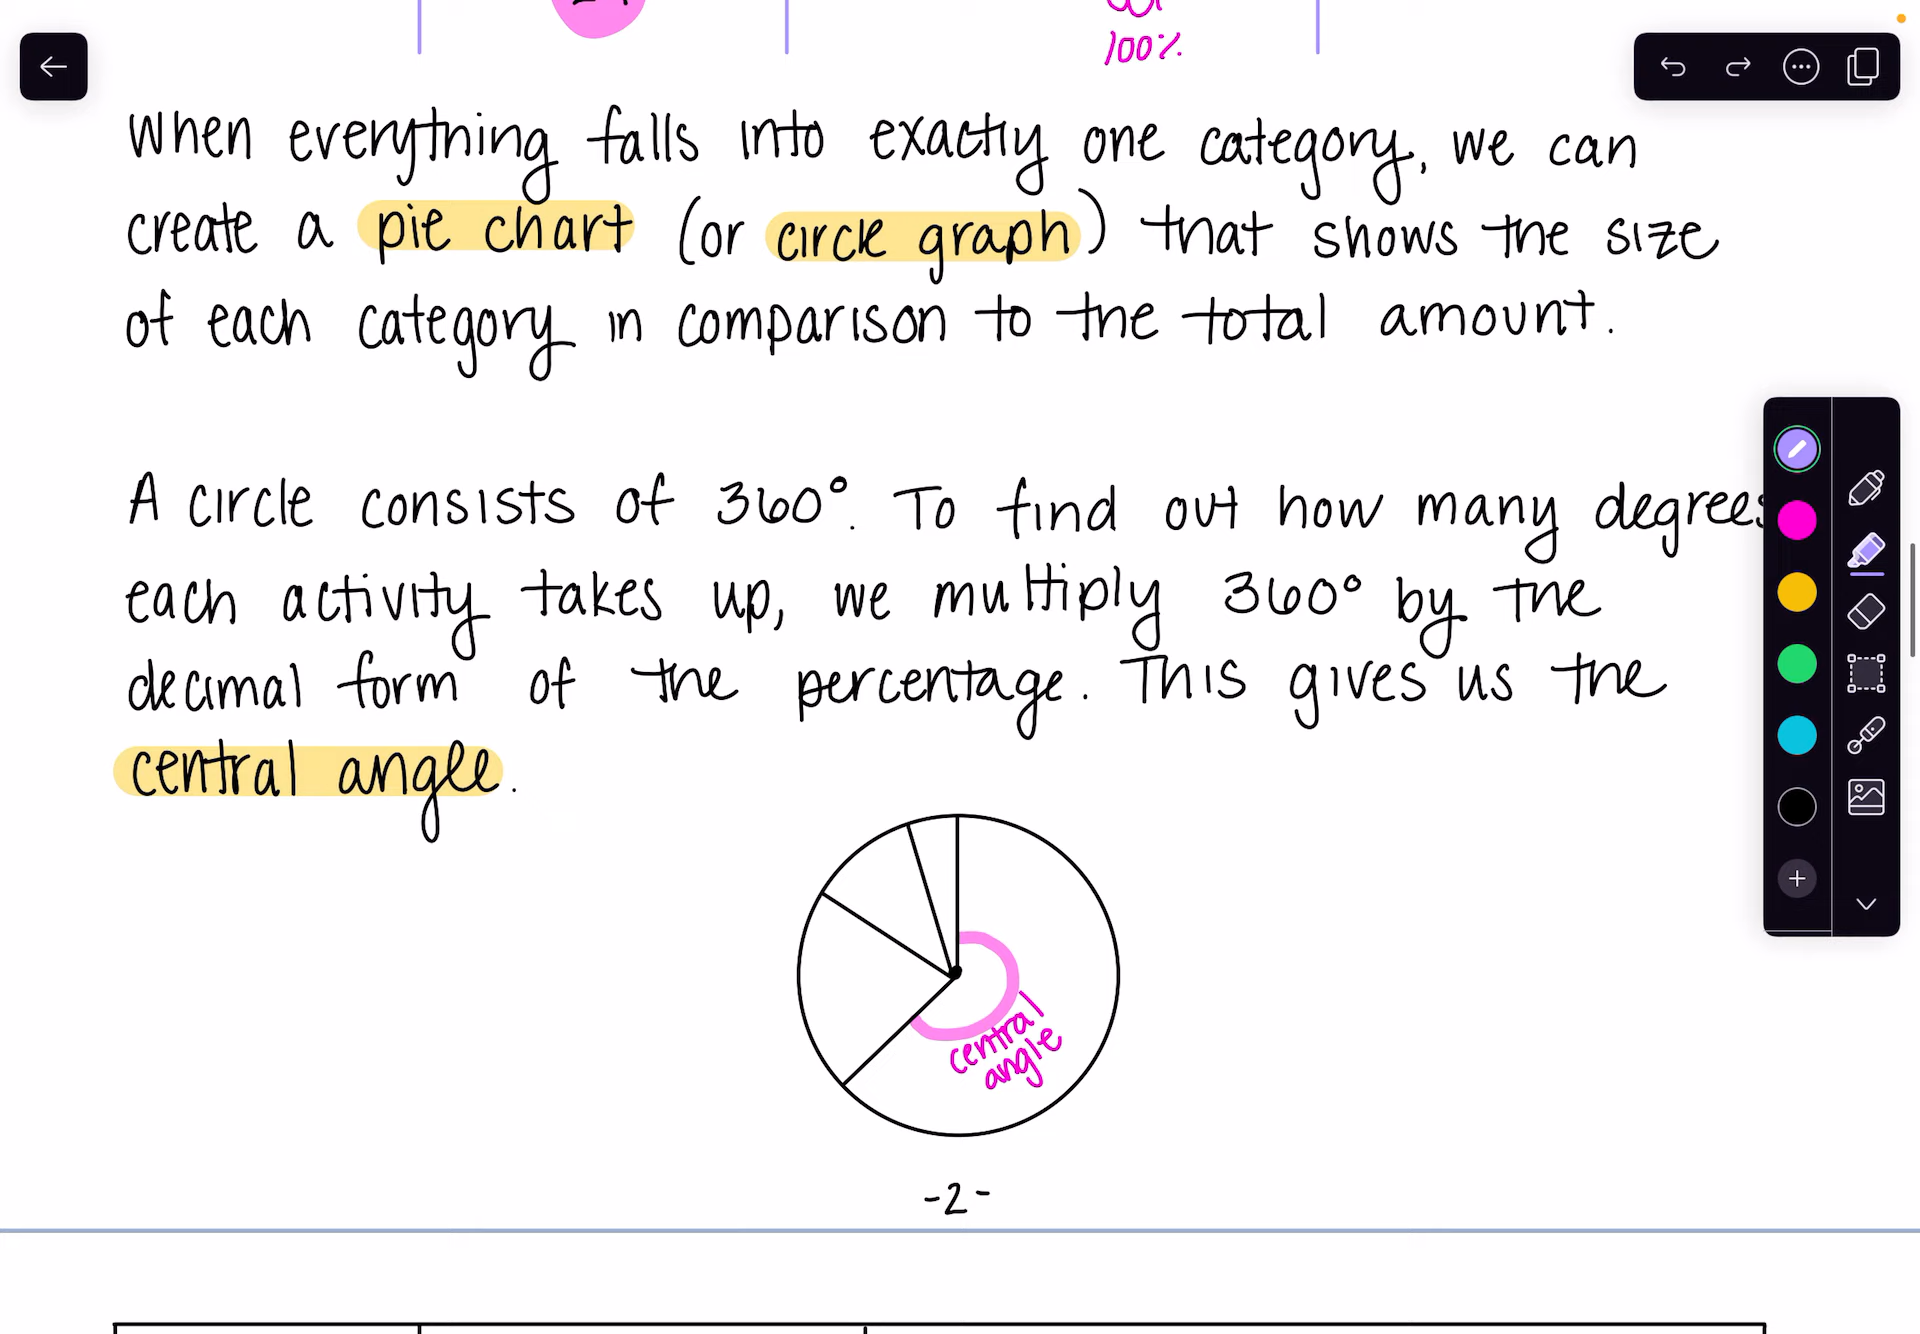 100%
When everything falls into exactly one category, we can
create a pie chart (or circle graph) that shows the size
of each category in comparison to the total amount.
A circle consists of 360°. To find out how many degrees
each activity takes up, we multiply 360° by the
decimal form of the percentage. This gives us the
central angle.
central
angle
-2-